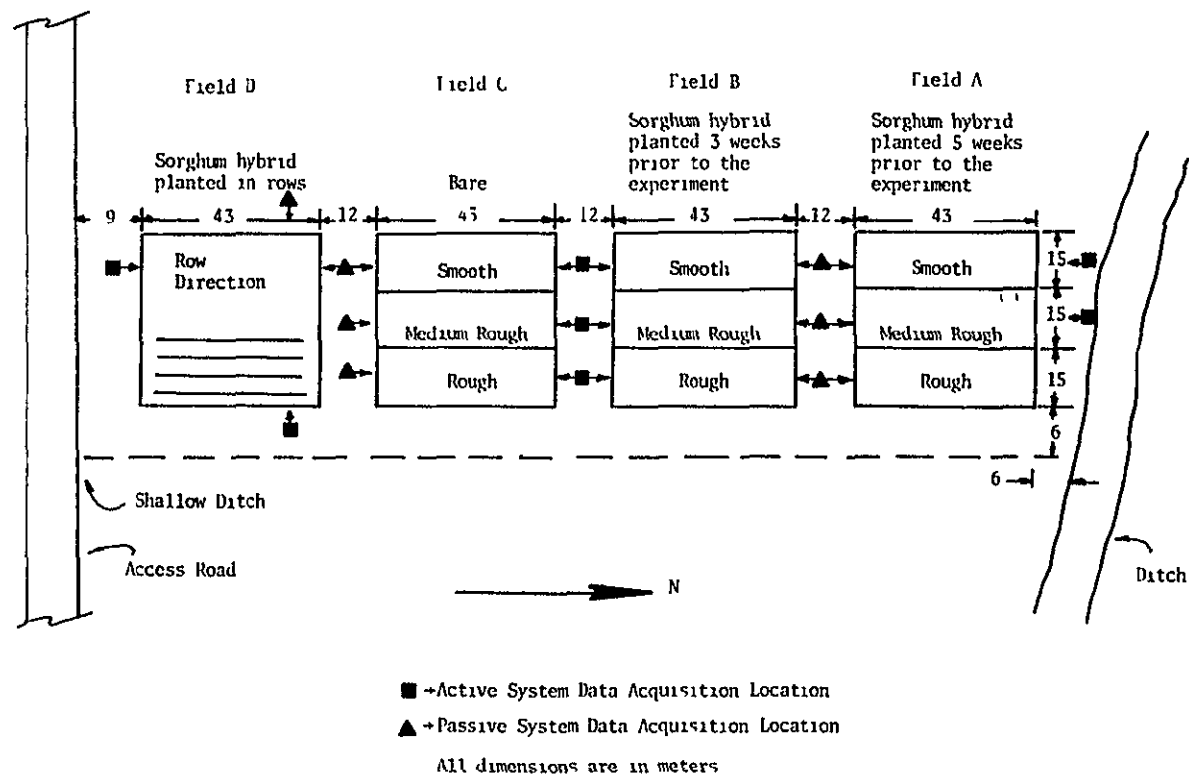 Field D
Field C
Field B
Field A
Sorghum hybrid
planted in rows
Bare
Sorghum hybrid
planted 3 weeks
prior to the
experiment
Sorghum hybrid
planted 5 weeks
prior to the
experiment
9
43
12
45
12
43
12
43
Row
Direction
Smooth
Smooth
Smooth
15
Medium Rough
Medium Rough
Medium Rough
15
Rough
Rough
Rough
15
6
6
Shallow Ditch
Access Road
N
Ditch
Active System Data Acquisition Location
Passive System Data Acquisition Location
All dimensions are in meters